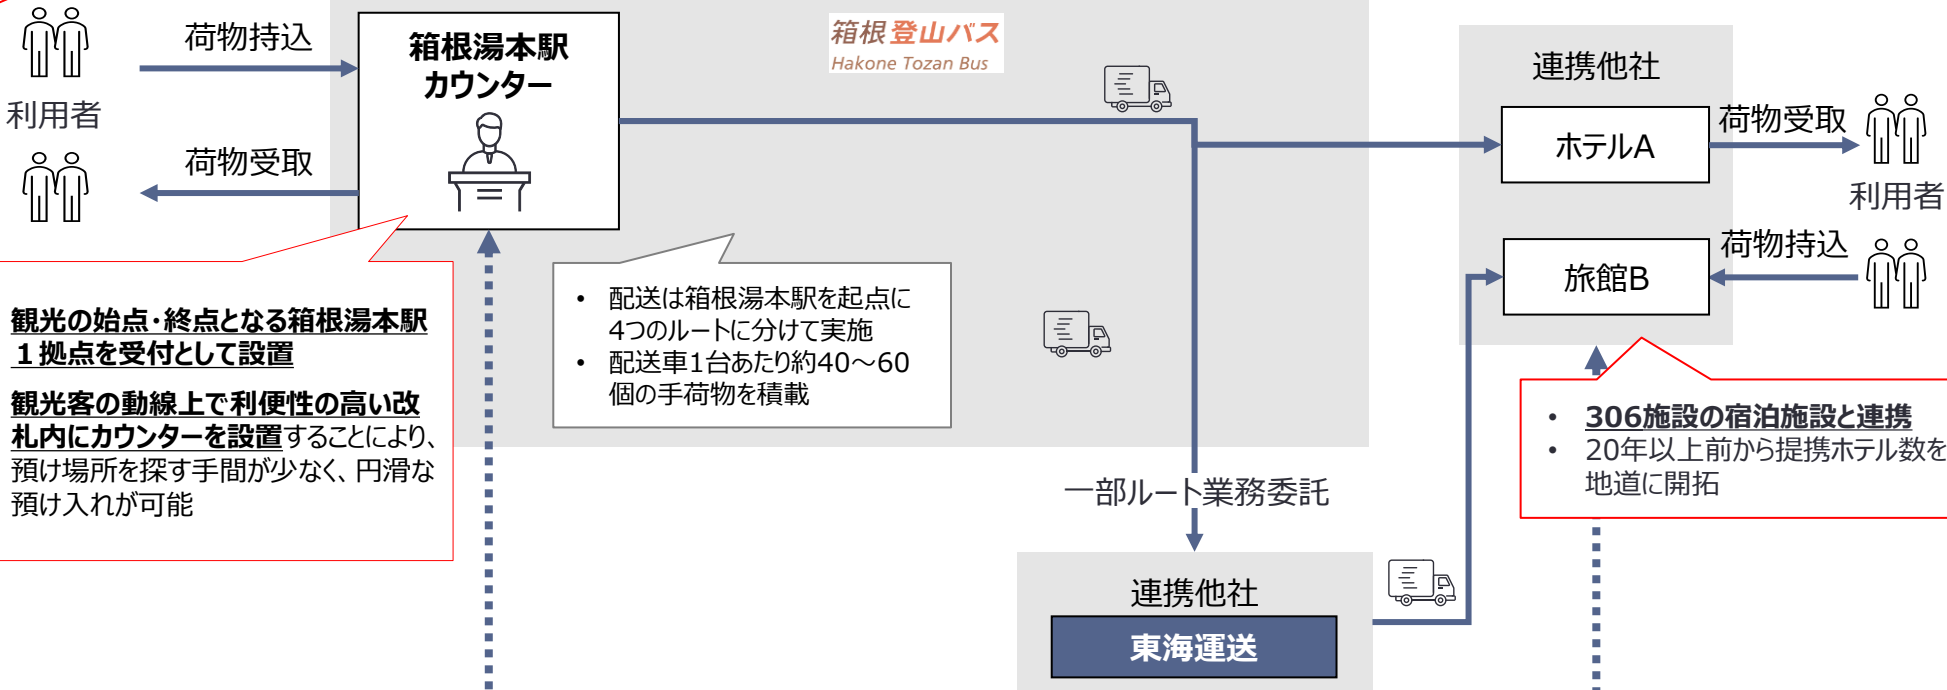 荷物持込
利用者
荷物受取
箱根湯本駅
カウンター
箱根登山バス
Hakone Tozan Bus
連携他社
ホテルA
荷物受取
利用者
旅館B
荷物持込
観光の始点・終点となる箱根湯本駅
１拠点を受付として設置
観光客の動線上で利便性の高い改
札内にカウンターを設置することにより、
預け場所を探す手間が少なく、円滑な
預け入れが可能
• 配送は箱根湯本駅を起点に
4つのルートに分けて実施
• 配送車1台あたり約40～60
個の手荷物を積載
• 306施設の宿泊施設と連携
• 20年以上前から提携ホテル数を
地道に開拓
一部ルート業務委託
連携他社
東海運送